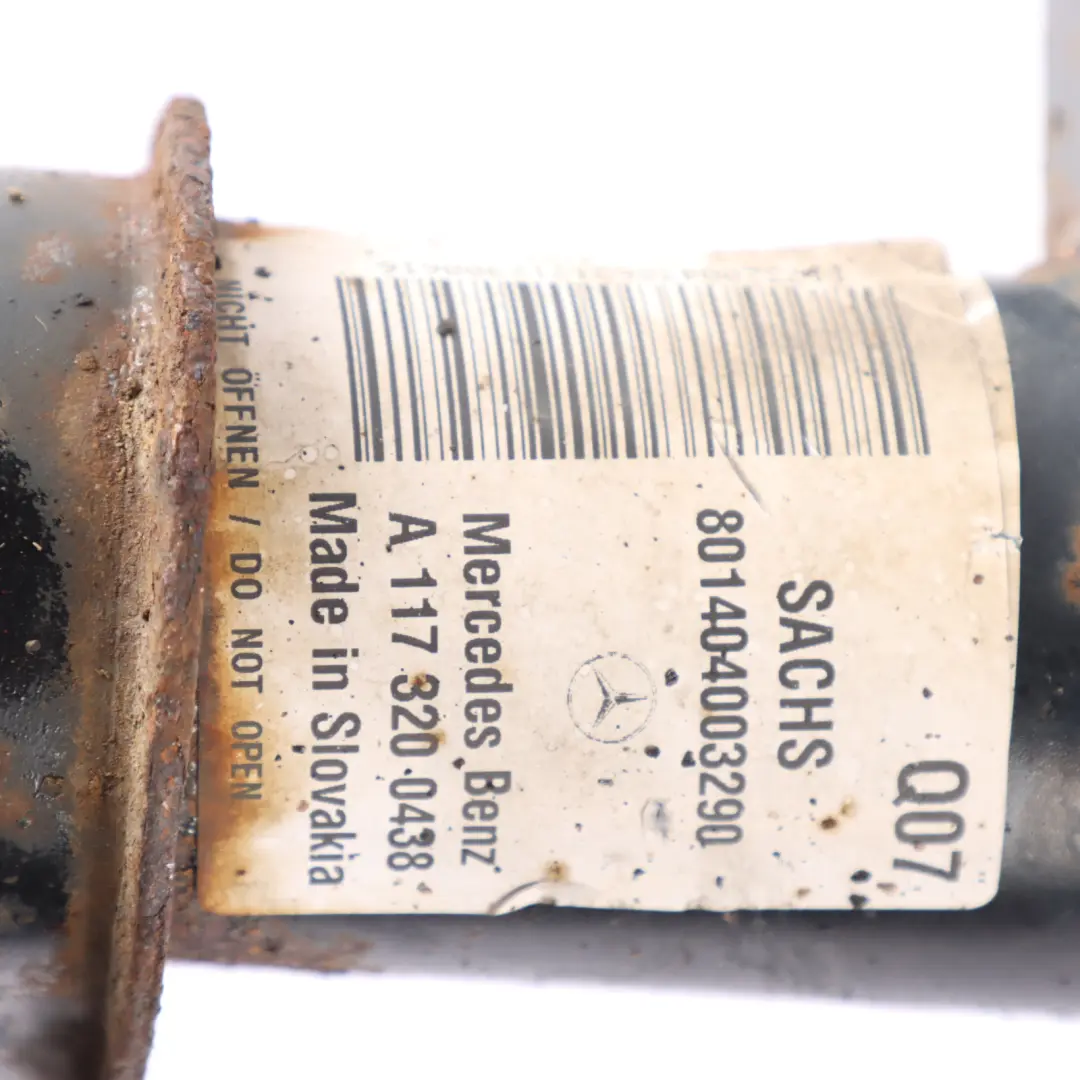 Q07
SACHS
801404003290
Mercedes Benz
A 117 320 0438
Made in Slovakia
NICHT ÖFFNEN / DO NOT OPEN